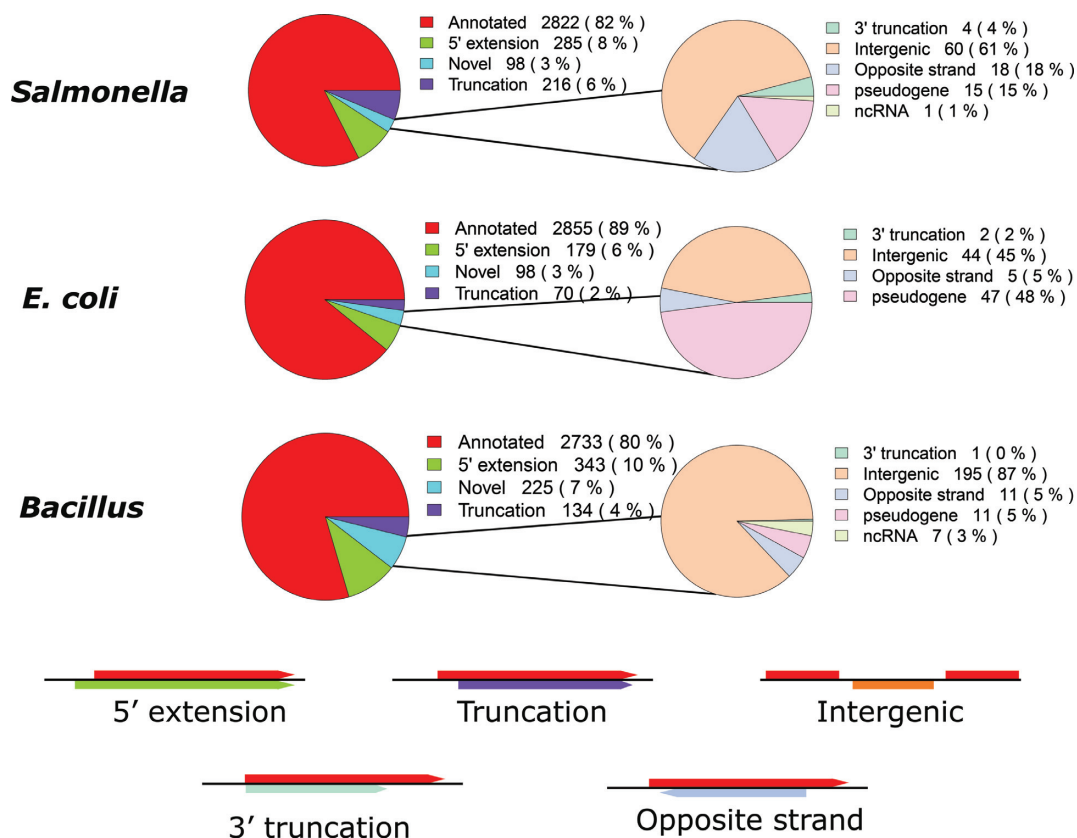 Salmonella
Annotated 2822 ( 82 % )
5' extension 285 ( 8 % )
Novel 98 ( 3 % )
Truncation 216 ( 6 % )
3' truncation 4 ( 4 % )
Intergenic 60 ( 61 % )
Opposite strand 18 ( 18 % )
pseudogene 15 ( 15 % )
ncRNA 1 ( 1 % )
E. coli
Annotated 2855 ( 89 % )
5' extension 179 ( 6 % )
Novel 98 ( 3 % )
Truncation 70 ( 2 % )
3' truncation 2 ( 2 % )
Intergenic 44 ( 45 % )
Opposite strand 5 ( 5 % )
pseudogene 47 ( 48 % )
Bacillus
Annotated 2733 ( 80 % )
5' extension 343 ( 10 % )
Novel 225 ( 7 % )
Truncation 134 ( 4 % )
3' truncation 1 ( 0 % )
Intergenic 195 ( 87 % )
Opposite strand 11 ( 5 % )
pseudogene 11 ( 5 % )
ncRNA 7 ( 3 % )
5′ extension
Truncation
Intergenic
3′ truncation
Opposite strand